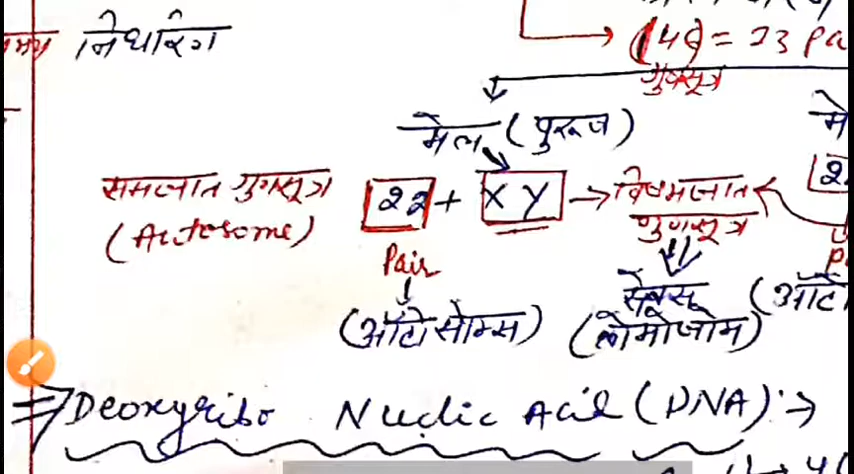 निर्धारण
(46) = 23 Pa
गुणसूत्र
मेल (पुरूष)
समजात गुणसूत्र
(Autosome)
22 + XY → विषमजात
गुणसूत्र
Pair
(ऑटोसोम्स)
सेक्स
(क्रोमोजोम)
(ऑटो
⇒ Deoxyribo Nuclic Acid (DNA) :→